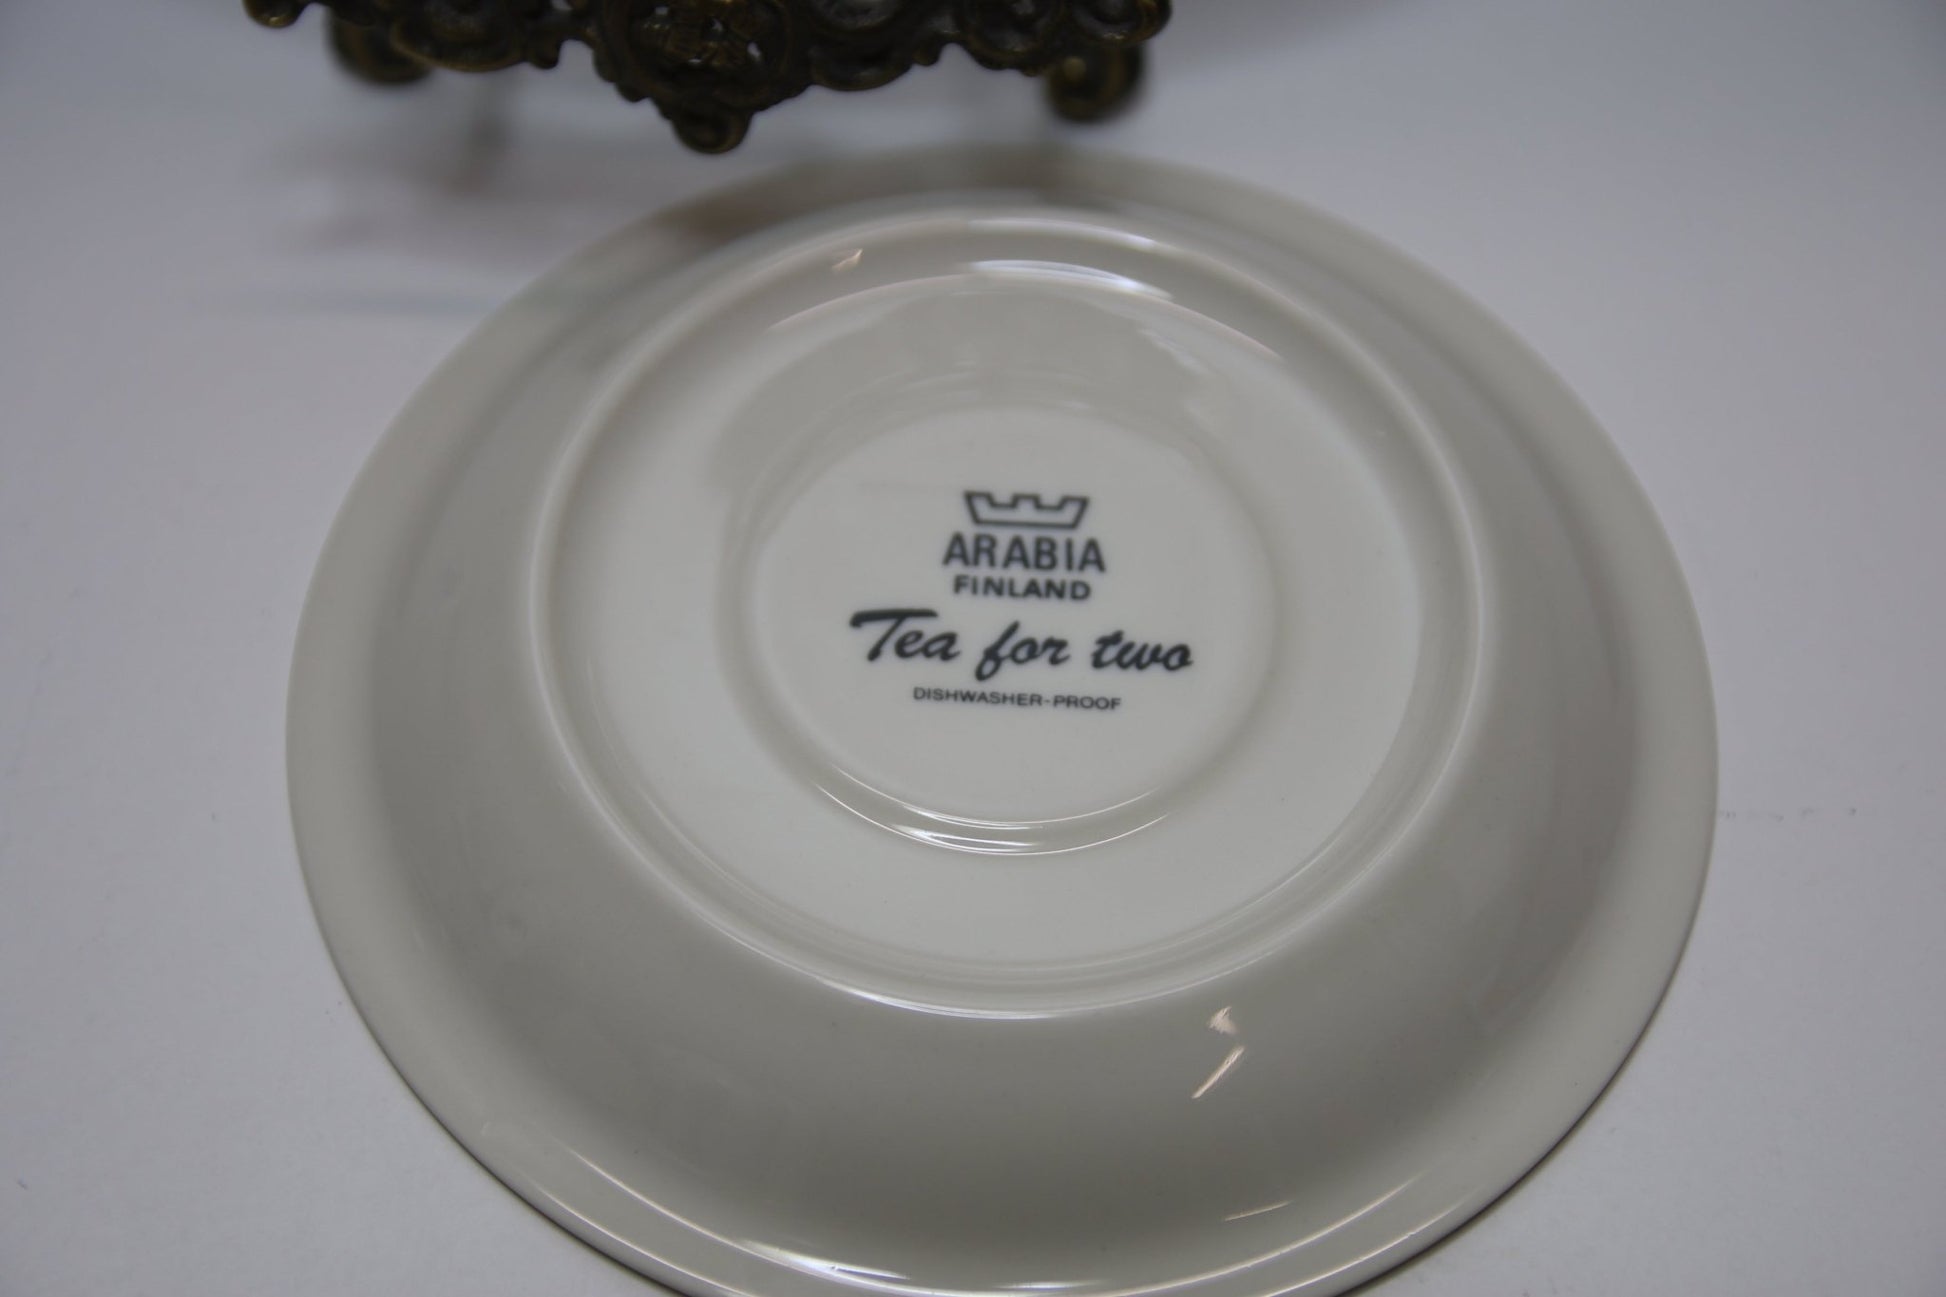 ARABIA
FINLAND
Tea for two
DISHWASHER-PROOF